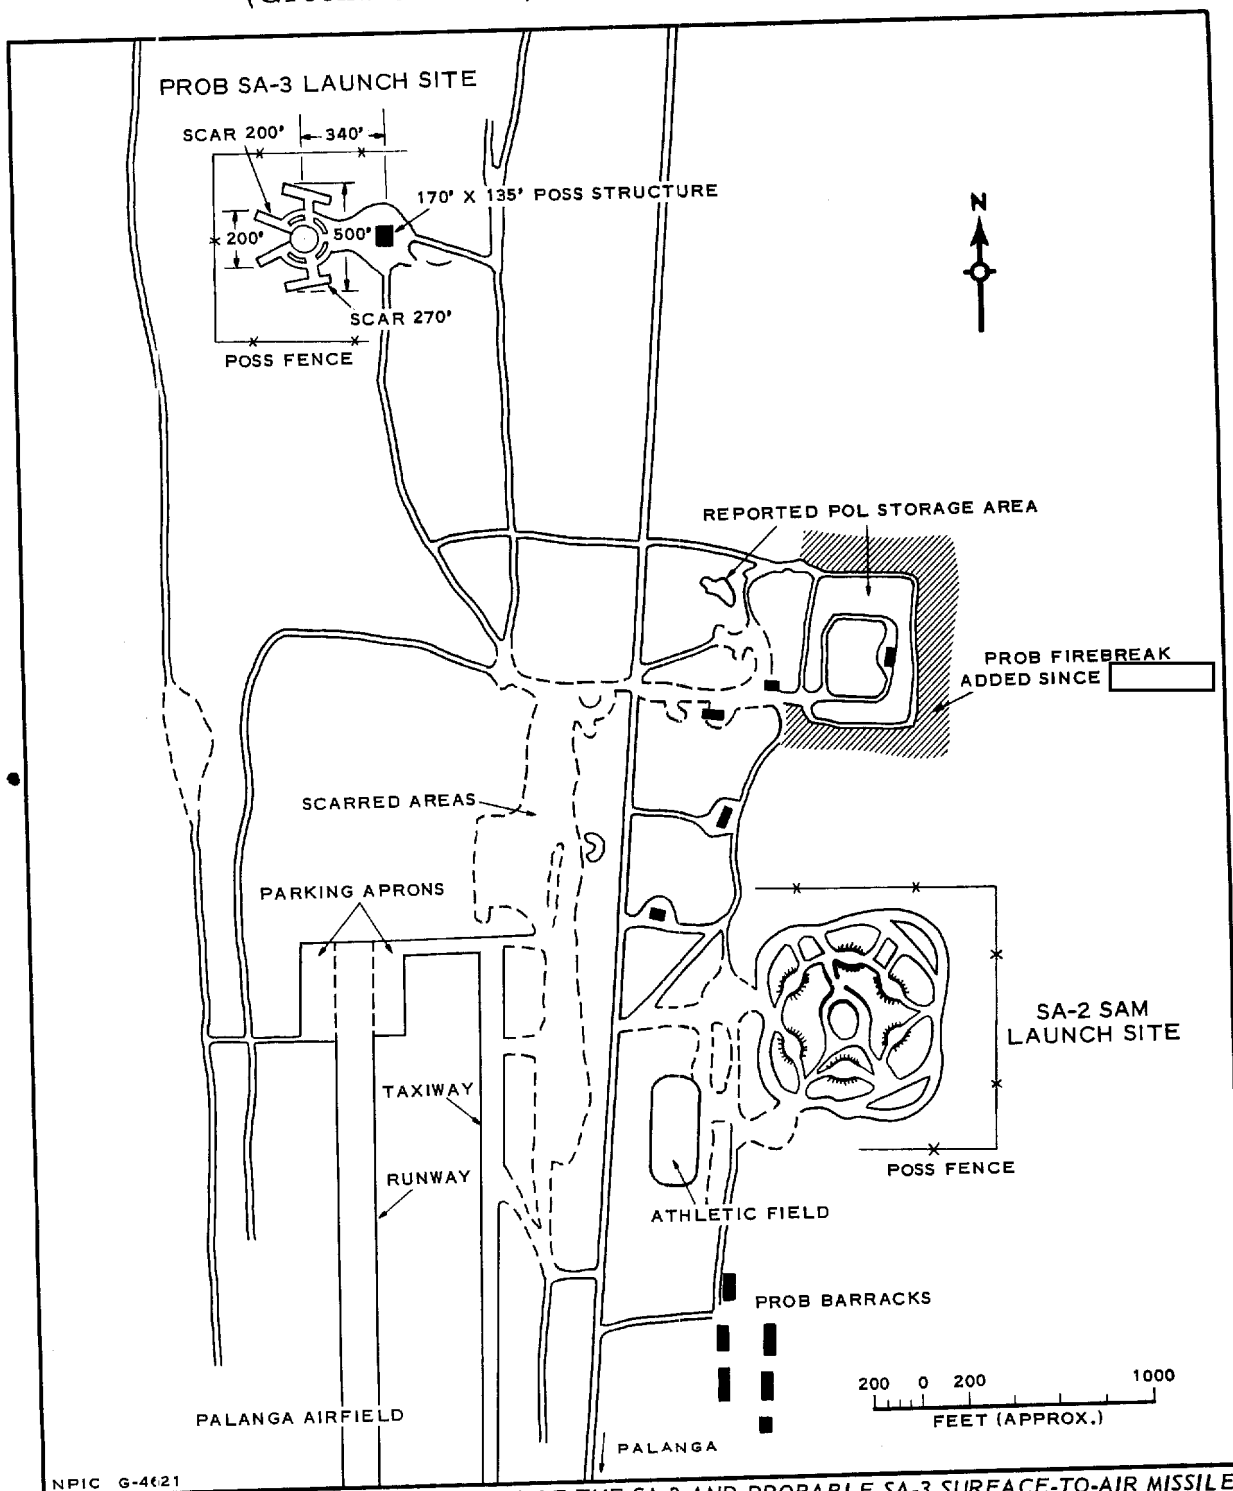 PROB SA-3 LAUNCH SITE
SCAR 200'
340'
170' X 135' POSS STRUCTURE
200'
500'
SCAR 270'
POSS FENCE
N
REPORTED POL STORAGE AREA
PROB FIREBREAK
ADDED SINCE
SCARRED AREAS
PARKING APRONS
SA-2 SAM
LAUNCH SITE
TAXIWAY
RUNWAY
POSS FENCE
ATHLETIC FIELD
PROB BARRACKS
200 0 200 1000
FEET (APPROX.)
PALANGA AIRFIELD
PALANGA
NPIC G-4621
THE SA-2 AND PROBABLE SA-3 SURFACE-TO-AIR MISSILE